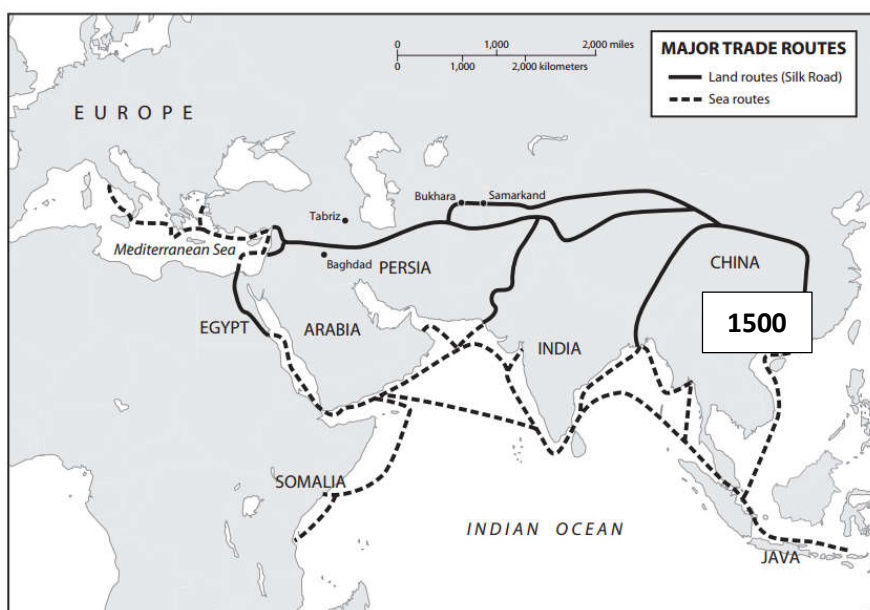 0 1,000 2,000 miles
0 1,000 2,000 kilometers
MAJOR TRADE ROUTES
Land routes (Silk Road)
Sea routes
EUROPE
Bukhara
Samarkand
Tabriz
Mediterranean Sea
Baghdad
PERSIA
CHINA
EGYPT
ARABIA
1500
INDIA
SOMALIA
INDIAN OCEAN
JAVA